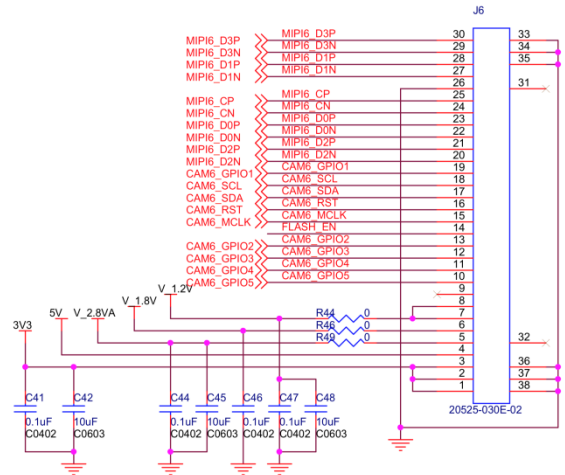 J6
MIPI6_D3P MIPI6_D3P 30 33
MIPI6_D3N MIPI6_D3N 29 34
MIPI6_D1P MIPI6_D1P 28 35
MIPI6_D1N MIPI6_D1N 27
26 31
MIPI6_CP MIPI6_CP 25
MIPI6_CN MIPI6_CN 24
MIPI6_D0P MIPI6_D0P 23
MIPI6_D0N MIPI6_D0N 22
MIPI6_D2P MIPI6_D2P 21
MIPI6_D2N MIPI6_D2N 20
CAM6_GPIO1 CAM6_GPIO1 19
CAM6_SCL CAM6_SCL 18
CAM6_SDA CAM6_SDA 17
CAM6_RST CAM6_RST 16
CAM6_MCLK CAM6_MCLK 15
FLASH_EN 14
CAM6_GPIO2 CAM6_GPIO2 13
CAM6_GPIO3 CAM6_GPIO3 12
CAM6_GPIO4 CAM6_GPIO4 11
CAM6_GPIO5 CAM6_GPIO5 10
9
V_1.2V
V_1.8V 8
5V V_2.8VA R44 0 7
3V3 R46 0 6
R49 0 5 32
4
3 36
2 37
1 38
C41 C42 C44 C45 C46 C47 C48
20525-030E-02
0.1uF 10uF 0.1uF 10uF 0.1uF 0.1uF 10uF
C0402 C0603 C0402 C0603 C0402 C0402 C0603